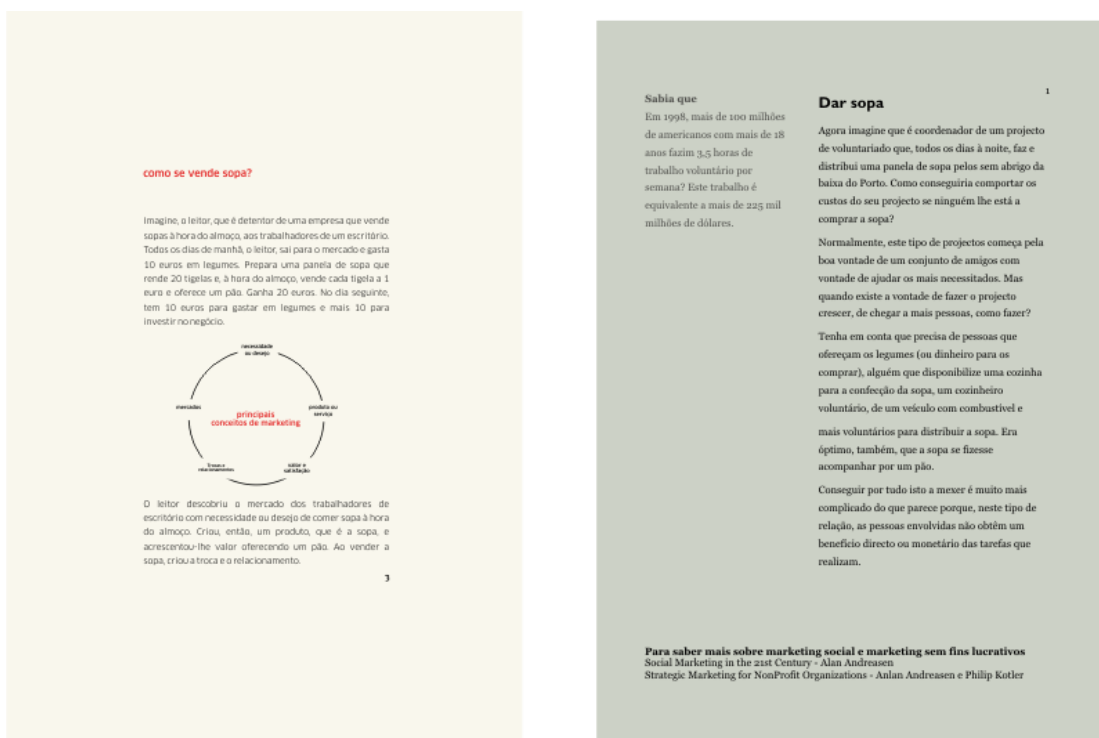 como se vende sopa?
Imagine, o leitor, que é detentor de uma empresa que vende
sopas à hora do almoço, aos trabalhadores de um escritório.
Todos os dias de manhã, o leitor, sai para o mercado e gasta
10 euros em legumes. Prepara uma panela de sopa que
rende 20 tigelas e, à hora do almoço, vende cada tigela a 1
euro e oferece um pão. Ganha 20 euros. No dia seguinte,
tem 10 euros para gastar em legumes e mais 10 para
investir no negócio.
necessidade
ou desejo
mercados
produto ou
serviço
principais
conceitos de marketing
Trocas e
relacionamentos
valor e
satisfação
O leitor descobriu o mercado dos trabalhadores de
escritório com necessidade ou desejo de comer sopa à hora
do almoço. Criou, então, um produto, que é a sopa, e
acrescentou-lhe valor oferecendo um pão. Ao vender a
sopa, criou a troca e o relacionamento.
3
Sabia que
Em 1998, mais de 100 milhões
de americanos com mais de 18
anos fazim 3,5 horas de
trabalho voluntário por
semana? Este trabalho é
equivalente a mais de 225 mil
milhões de dólares.
1
Dar sopa
Agora imagine que é coordenador de um projecto
de voluntariado que, todos os dias à noite, faz e
distribui uma panela de sopa pelos sem abrigo da
baixa do Porto. Como conseguiria comportar os
custos do seu projecto se ninguém lhe está a
comprar a sopa?
Normalmente, este tipo de projectos começa pela
boa vontade de um conjunto de amigos com
vontade de ajudar os mais necessitados. Mas
quando existe a vontade de fazer o projecto
crescer, de chegar a mais pessoas, como fazer?
Tenha em conta que precisa de pessoas que
ofereçam os legumes (ou dinheiro para os
comprar), alguém que disponibilize uma cozinha
para a confecção da sopa, um cozinheiro
voluntário, de um veículo com combustível e
mais voluntários para distribuir a sopa. Era
óptimo, também, que a sopa se fizesse
acompanhar por um pão.
Conseguir por tudo isto a mexer é muito mais
complicado do que parece porque, neste tipo de
relação, as pessoas envolvidas não obtêm um
benefício directo ou monetário das tarefas que
realizam.
Para saber mais sobre marketing social e marketing sem fins lucrativos
Social Marketing in the 21st Century - Alan Andreasen
Strategic Marketing for NonProfit Organizations - Anlan Andreasen e Philip Kotler